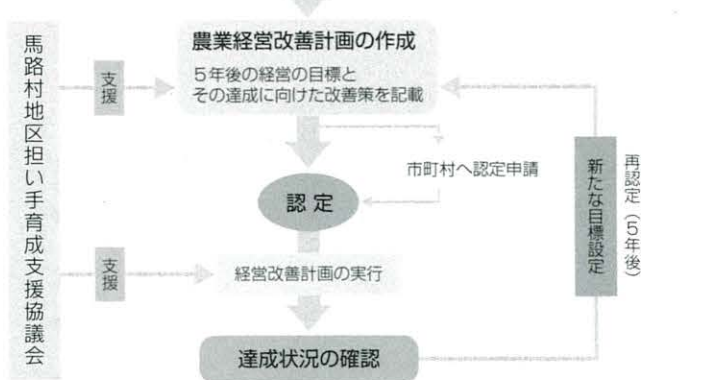 馬路村地区担い手育成支援協議会
支援
農業経営改善計画の作成
5年後の経営の目標と
その達成に向けた改善策を記載
市町村へ認定申請
認定
新たな目標設定
再認定(5年後)
支援
経営改善計画の実行
達成状況の確認